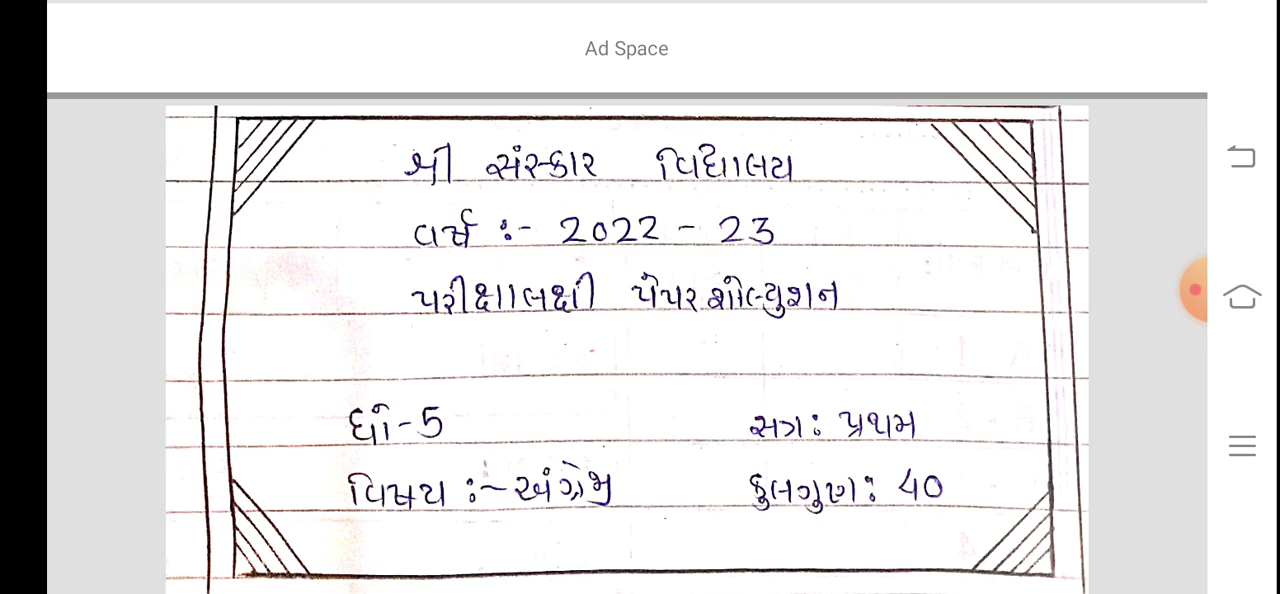 Ad Space
શ્રી સંસ્કાર વિદ્યાલય
વર્ષ :- 2022 - 23
પરીક્ષાલક્ષી પેપર શોલ્યુશન
ધો-5
સત્ર : પ્રથમ
વિષય :- અંગ્રેજી
કુલગુણ : 40